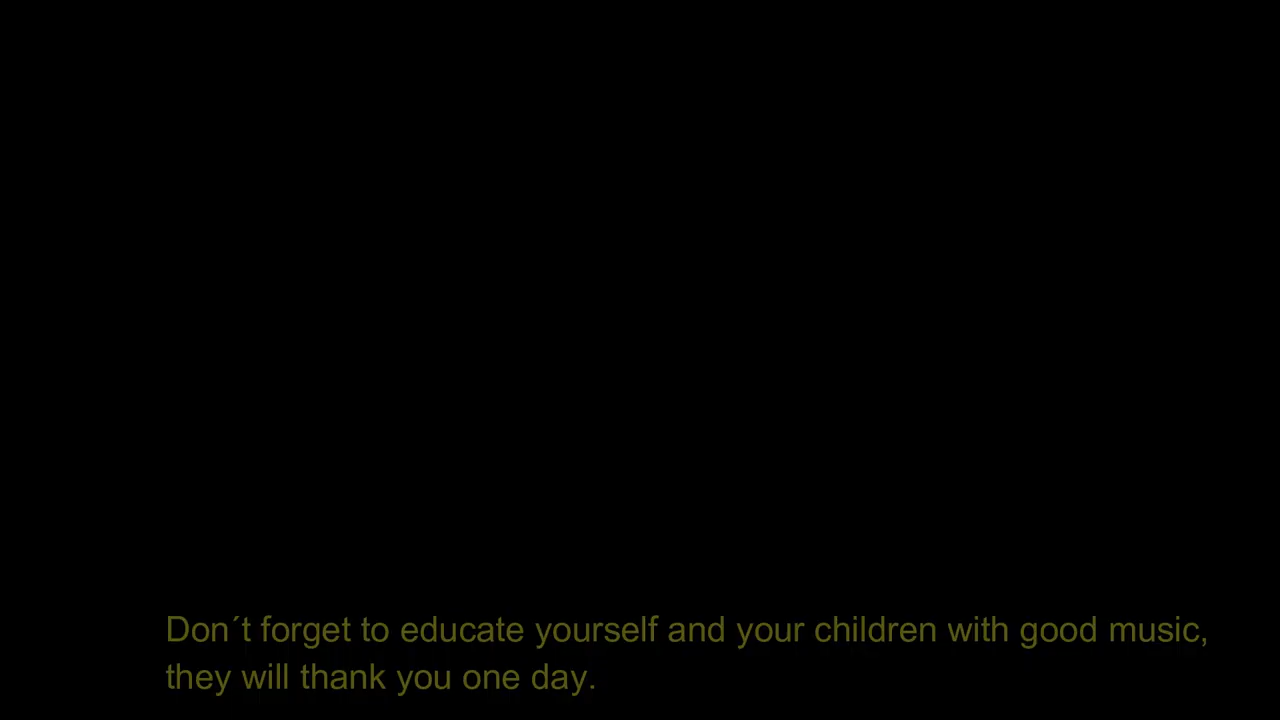 Don´t forget to educate yourself and your children with good music,
they will thank you one day.